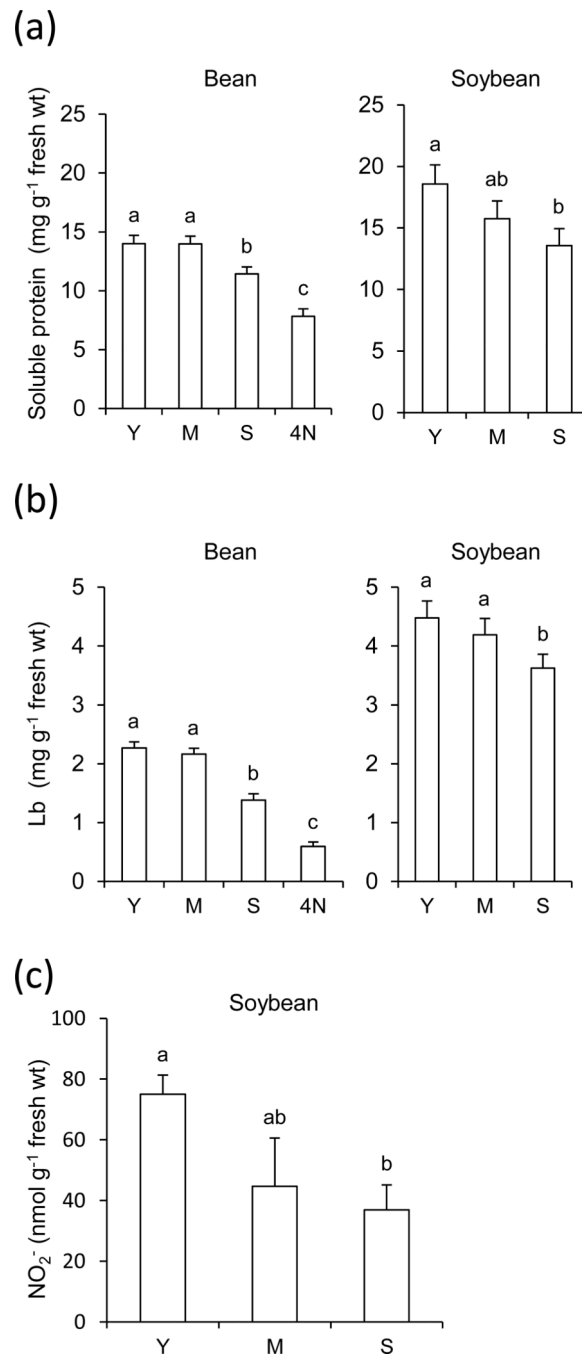 (a)
Bean
Soybean
Soluble protein (mg g⁻¹ fresh wt)
25
20
15
10
5
0
a
a
b
c
Y M S 4N
25
20
15
10
5
0
a
ab
b
Y M S
(b)
Bean
Soybean
Lb (mg g⁻¹ fresh wt)
5
4
3
2
1
0
a
a
b
c
Y M S 4N
5
4
3
2
1
0
a
a
b
Y M S
(c)
Soybean
NO₂⁻ (nmol g⁻¹ fresh wt)
100
80
60
40
20
0
a
ab
b
Y M S